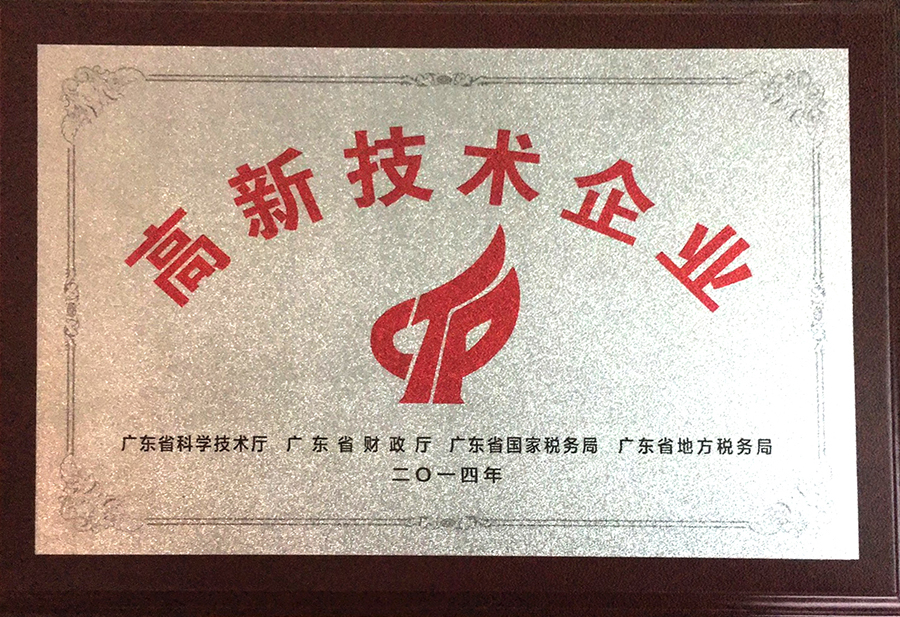 高新技术企业
广东省科学技术厅 广东省财政厅 广东省国家税务局 广东省地方税务局
二〇一四年